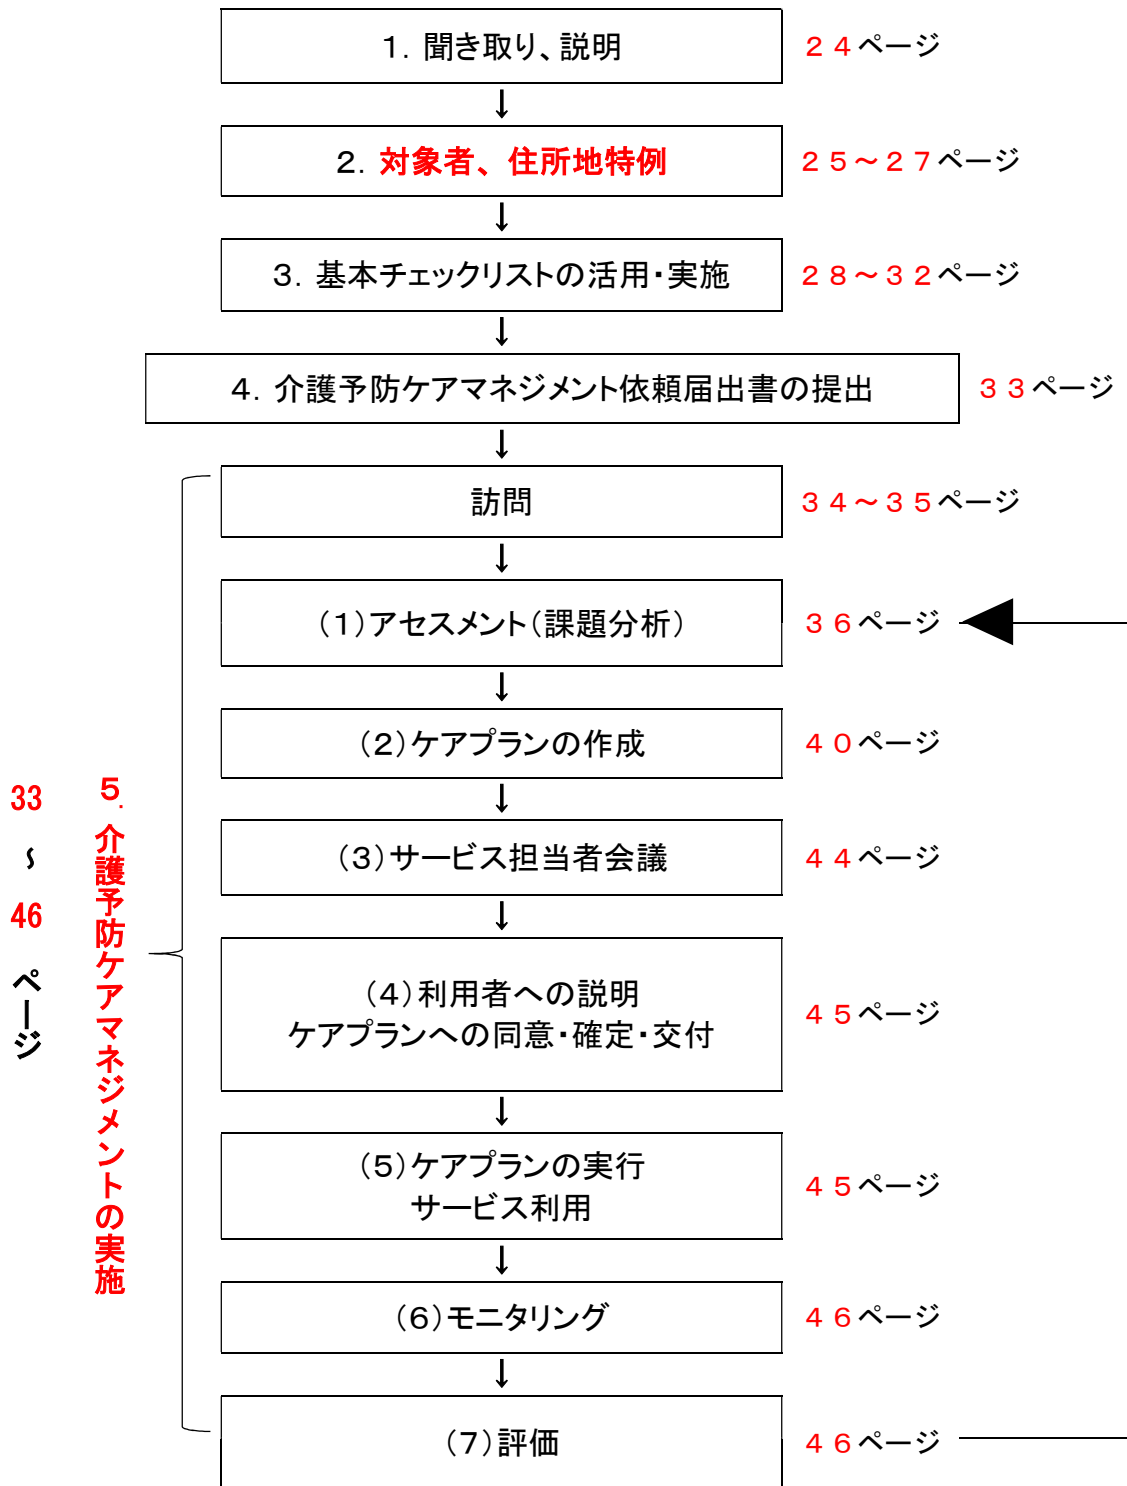 1．聞き取り、説明 ２４ページ
2．対象者、住所地特例 ２５～２７ページ
3．基本チェックリストの活用・実施 ２８～３２ページ
4．介護予防ケアマネジメント依頼届出書の提出 ３３ページ
訪問 ３４～３５ページ
（1）アセスメント（課題分析） ３６ページ
（2）ケアプランの作成 ４０ページ
（3）サービス担当者会議 ４４ページ
（4）利用者への説明
ケアプランへの同意・確定・交付 ４５ページ
（5）ケアプランの実行
サービス利用 ４５ページ
（6）モニタリング ４６ページ
（7）評価 ４６ページ
5．介護予防ケアマネジメントの実施
33～46ページ